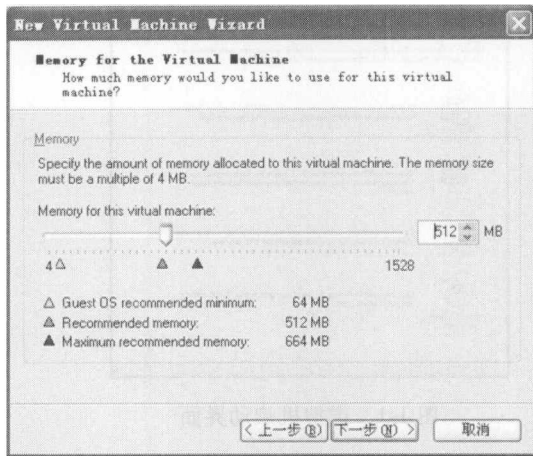 New Virtual Machine Wizard
Memory for the Virtual Machine
How much memory would you like to use for this virtual
machine?
Memory
Specify the amount of memory allocated to this virtual machine. The memory size
must be a multiple of 4 MB.
Memory for this virtual machine:
512 MB
4 1528
Guest OS recommended minimum: 64 MB
Recommended memory: 512 MB
Maximum recommended memory: 664 MB
< 上一步(B) 下一步(N) > 取消